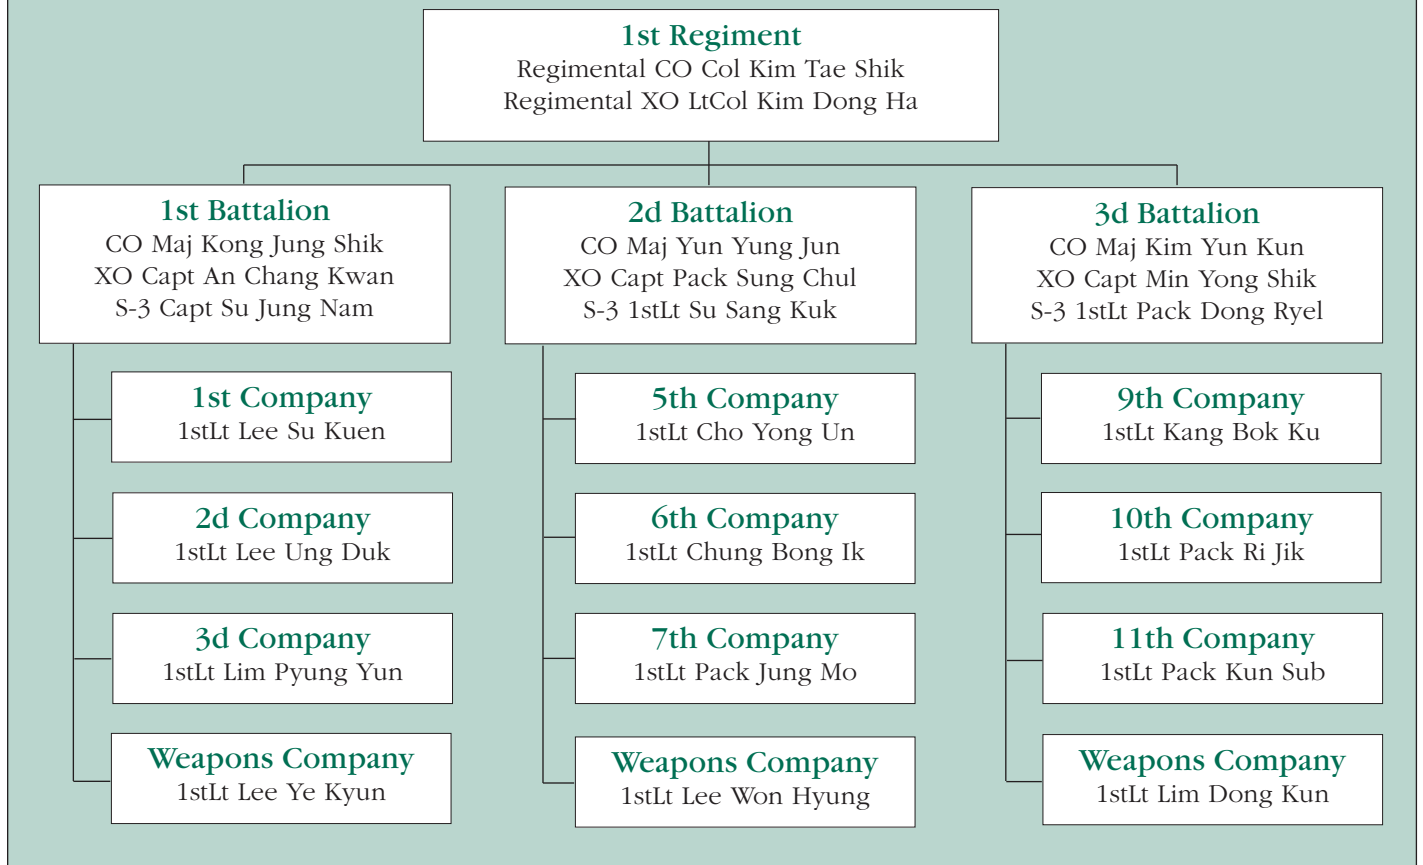 1st Regiment
Regimental CO Col Kim Tae Shik
Regimental XO LtCol Kim Dong Ha
1st Battalion
CO Maj Kong Jung Shik
XO Capt An Chang Kwan
S-3 Capt Su Jung Nam
1st Company
1stLt Lee Su Kuen
2d Company
1stLt Lee Ung Duk
3d Company
1stLt Lim Pyung Yun
Weapons Company
1stLt Lee Ye Kyun
2d Battalion
CO Maj Yun Yung Jun
XO Capt Pack Sung Chul
S-3 1stLt Su Sang Kuk
5th Company
1stLt Cho Yong Un
6th Company
1stLt Chung Bong Ik
7th Company
1stLt Pack Jung Mo
Weapons Company
1stLt Lee Won Hyung
3d Battalion
CO Maj Kim Yun Kun
XO Capt Min Yong Shik
S-3 1stLt Pack Dong Ryel
9th Company
1stLt Kang Bok Ku
10th Company
1stLt Pack Ri Jik
11th Company
1stLt Pack Kun Sub
Weapons Company
1stLt Lim Dong Kun